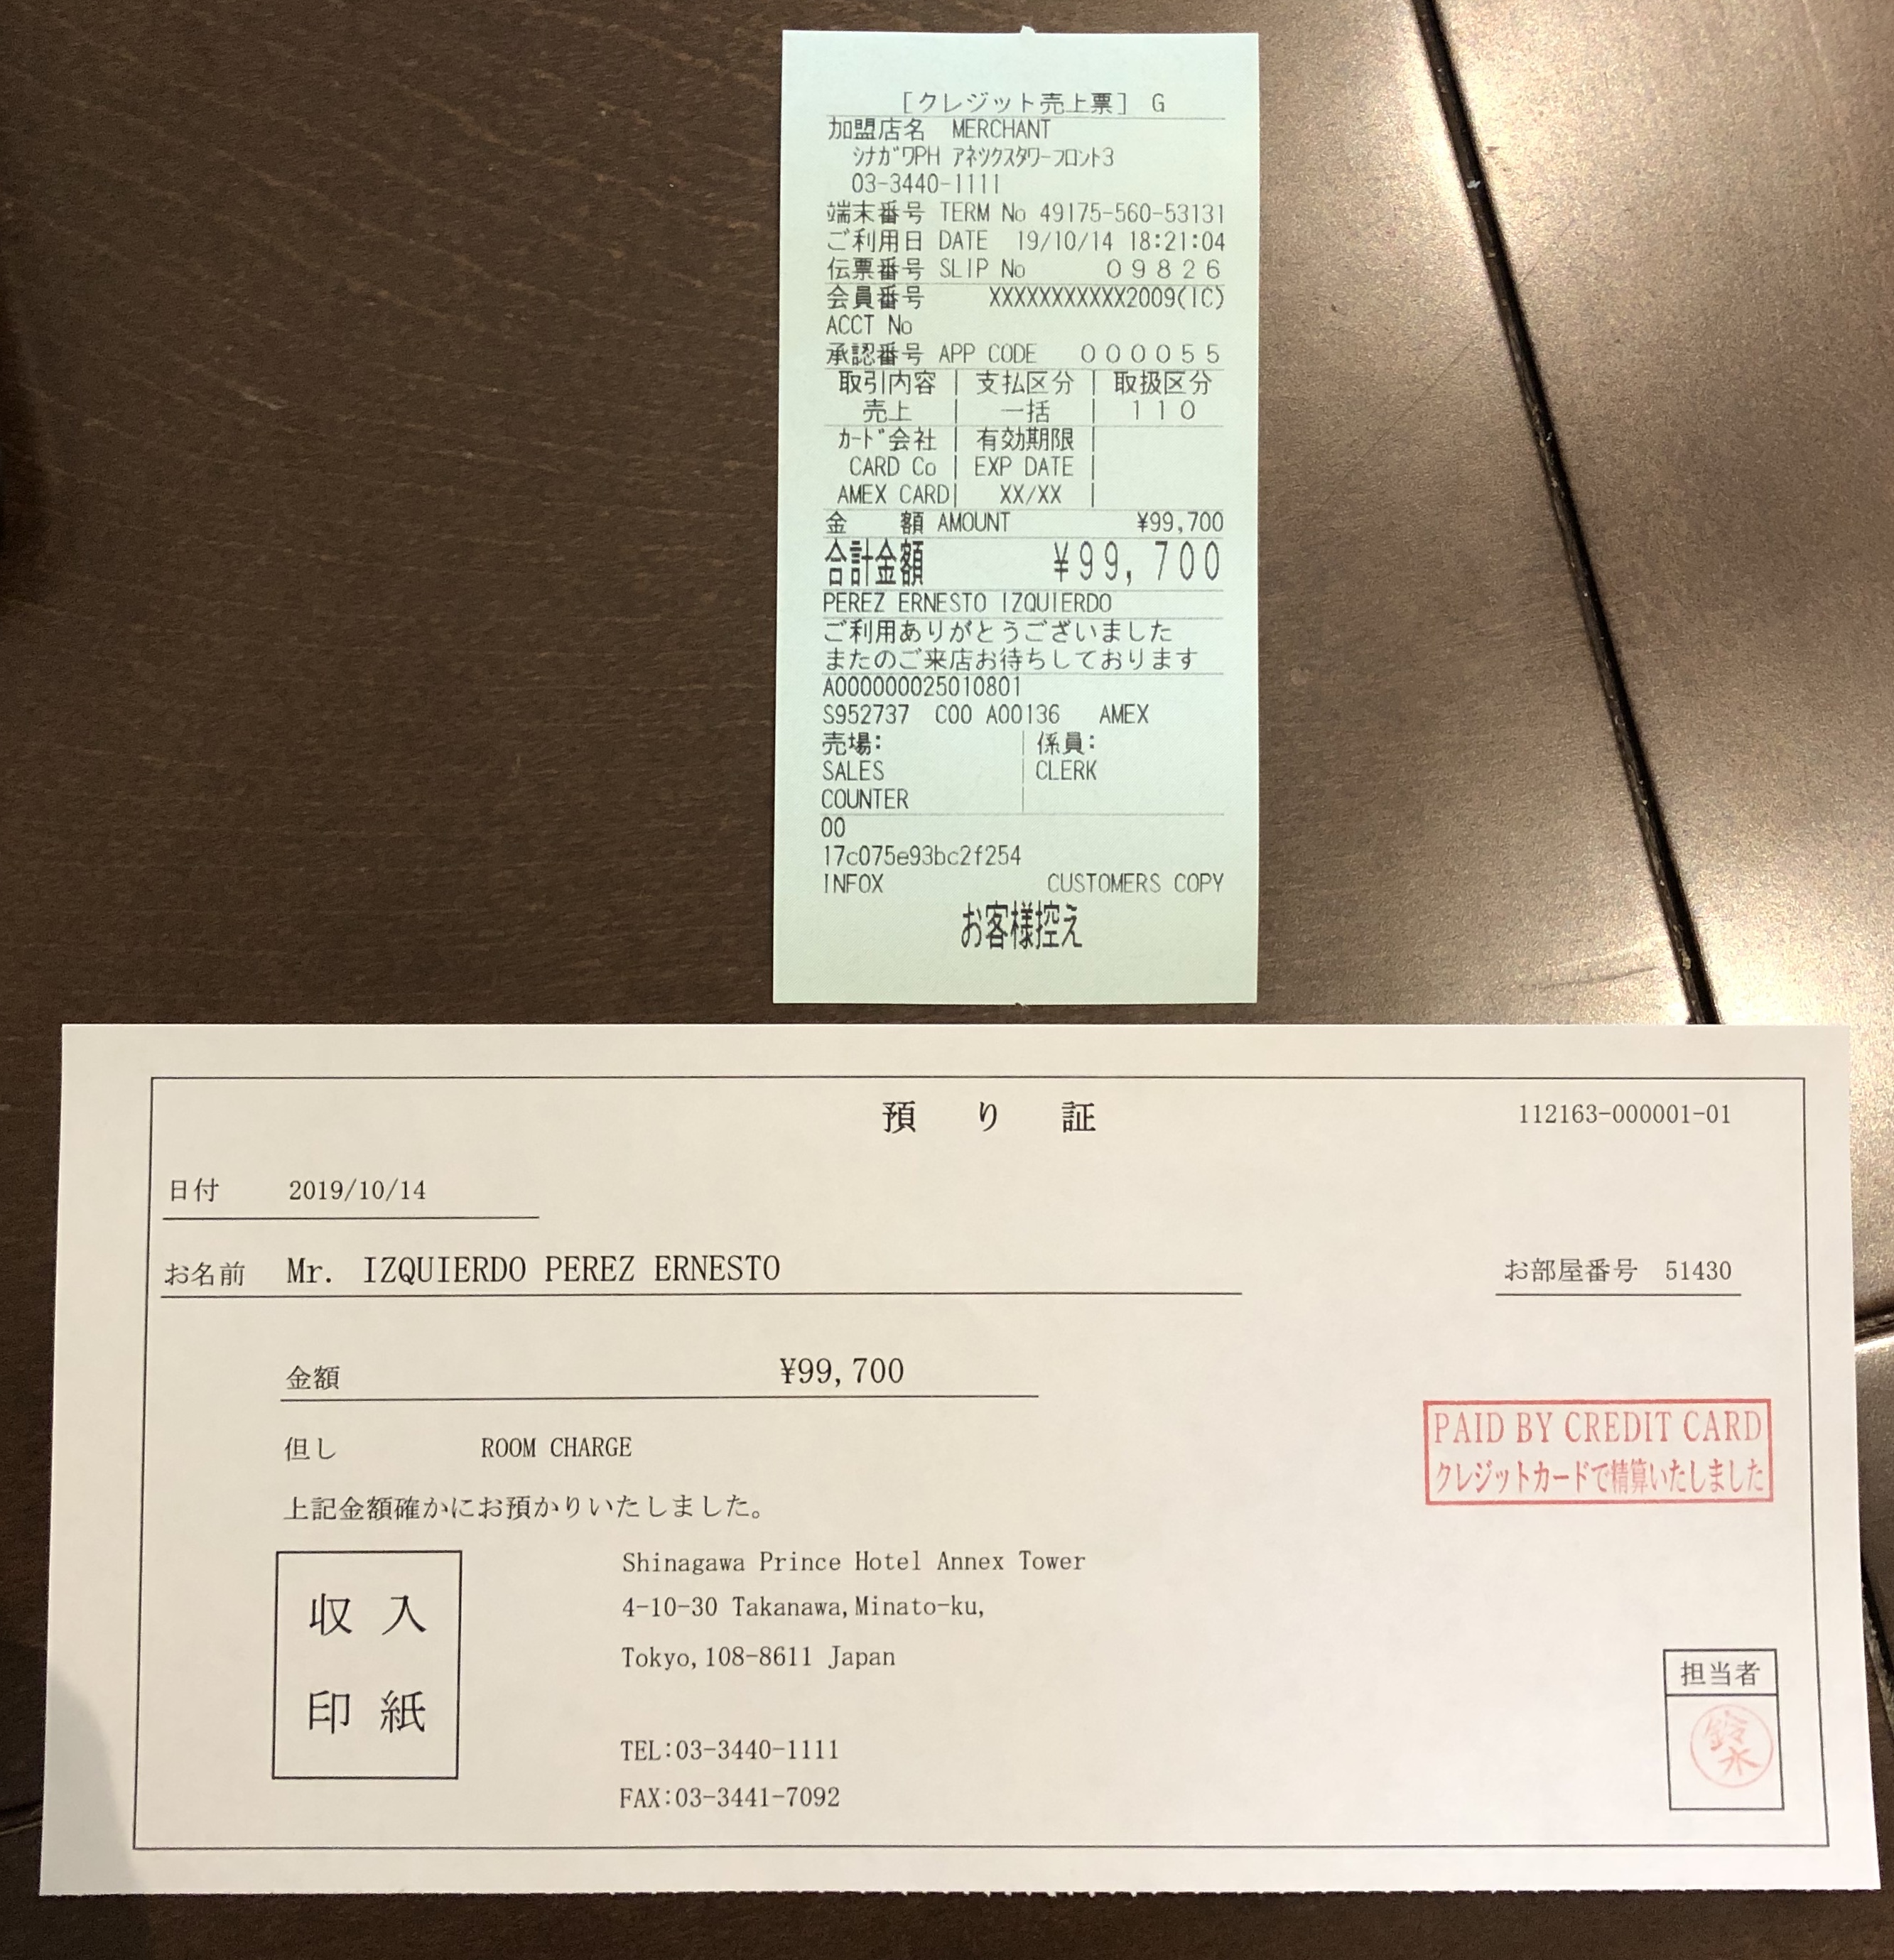 [クレジット売上票] G
加盟店名 MERCHANT
シナガワPH アネックスタワーフロント3
03-3440-1111
端末番号 TERM No 49175-560-53131
ご利用日 DATE 19/10/14 18:21:04
伝票番号 SLIP No 09826
会員番号 XXXXXXXXXXX2009(IC)
ACCT No
承認番号 APP CODE 000055
取引内容 | 支払区分 | 取扱区分
売上 | 一括 | 110
カード会社 | 有効期限 |
CARD Co | EXP DATE |
AMEX CARD| XX/XX |
金 額 AMOUNT ¥99,700
合計金額 ¥99,700
PEREZ ERNESTO IZQUIERDO
ご利用ありがとうございました
またのご来店お待ちしております
A000000025010801
S952737 C00 A00136 AMEX
売場: | 係員:
SALES | CLERK
COUNTER |
00
17c075e93bc2f254
INFOX CUSTOMERS COPY
お客様控え
預り証 112163-000001-01
日付 2019/10/14
お名前 Mr. IZQUIERDO PEREZ ERNESTO お部屋番号 51430
金額 ¥99,700
但し ROOM CHARGE
PAID BY CREDIT CARD
クレジットカードで精算いたしました
上記金額確かにお預かりいたしました。
収入
印紙
Shinagawa Prince Hotel Annex Tower
4-10-30 Takanawa,Minato-ku,
Tokyo,108-8611 Japan
TEL:03-3440-1111
FAX:03-3441-7092
担当者
鈴木